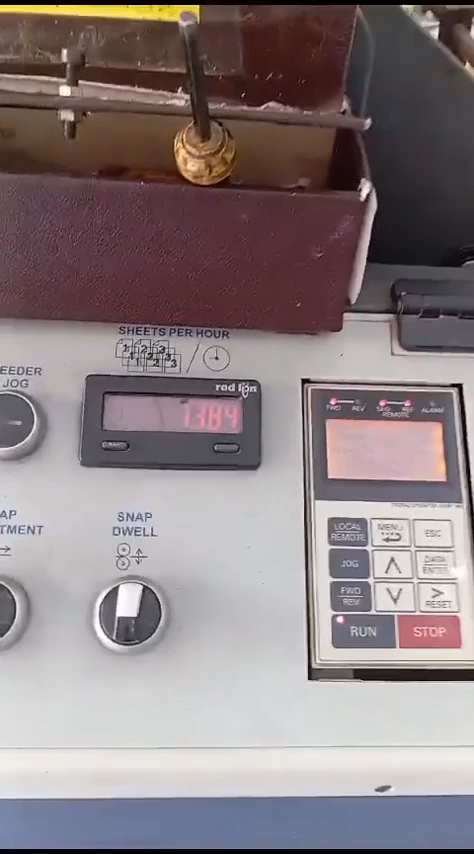 SHEETS PER HOUR
EEDER
JOG
red lion
1384
FWD
REV
SEQ
REF
ALARM
REMOTE
AP
TMENT
SNAP
DWELL
LOCAL
REMOTE
MENU
ESC
JOG
DATA
ENTER
FWD
REV
>
RESET
RUN
STOP